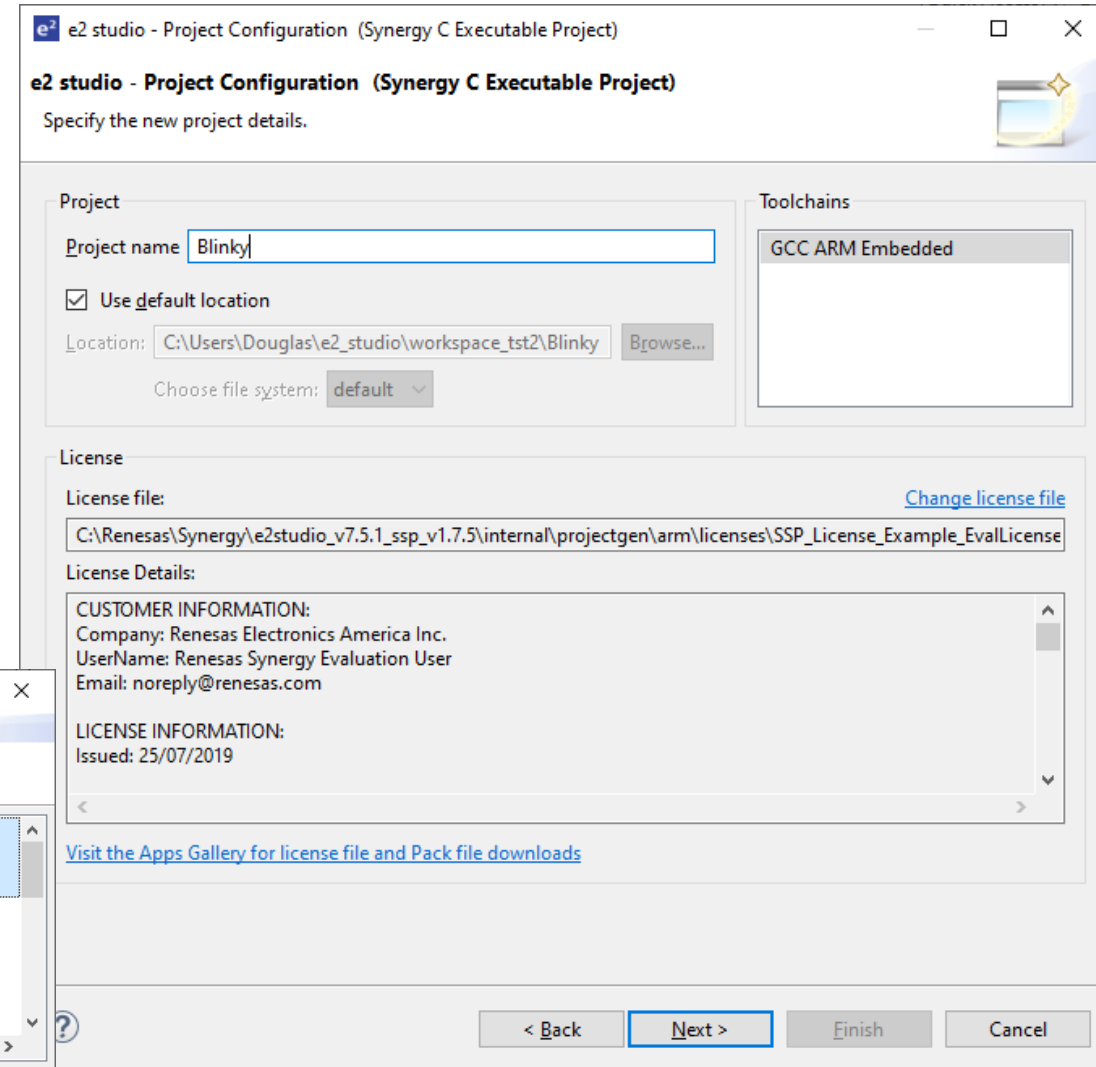 e2 studio - Project Configuration (Synergy C Executable Project)
e2 studio - Project Configuration (Synergy C Executable Project)
Specify the new project details.
Project
Project name Blinky
Use default location
Location: C:\Users\Douglas\e2_studio\workspace_tst2\Blinky Browse...
Choose file system: default
Toolchains
GCC ARM Embedded
License
License file: Change license file
C:\Renesas\Synergy\e2studio_v7.5.1_ssp_v1.7.5\internal\projectgen\arm\licenses\SSP_License_Example_EvalLicense
License Details:
CUSTOMER INFORMATION:
Company: Renesas Electronics America Inc.
UserName: Renesas Synergy Evaluation User
Email: noreply@renesas.com
LICENSE INFORMATION:
Issued: 25/07/2019
Visit the Apps Gallery for license file and Pack file downloads
? < Back Next > Finish Cancel